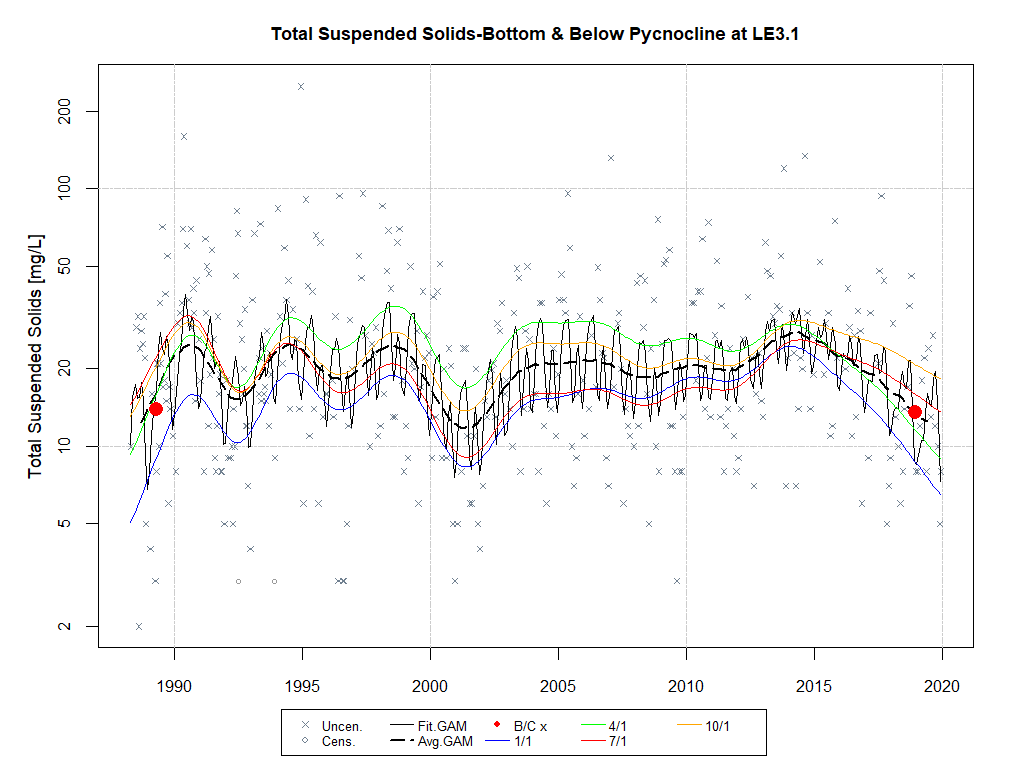 Total Suspended Solids-Bottom & Below Pycnocline at LE3.1
Total Suspended Solids [mg/L]
200
100
50
20
10
5
2
1990 1995 2000 2005 2010 2015 2020
Uncen. Fit.GAM B/C x 4/1 10/1
Cens. Avg.GAM 1/1 7/1